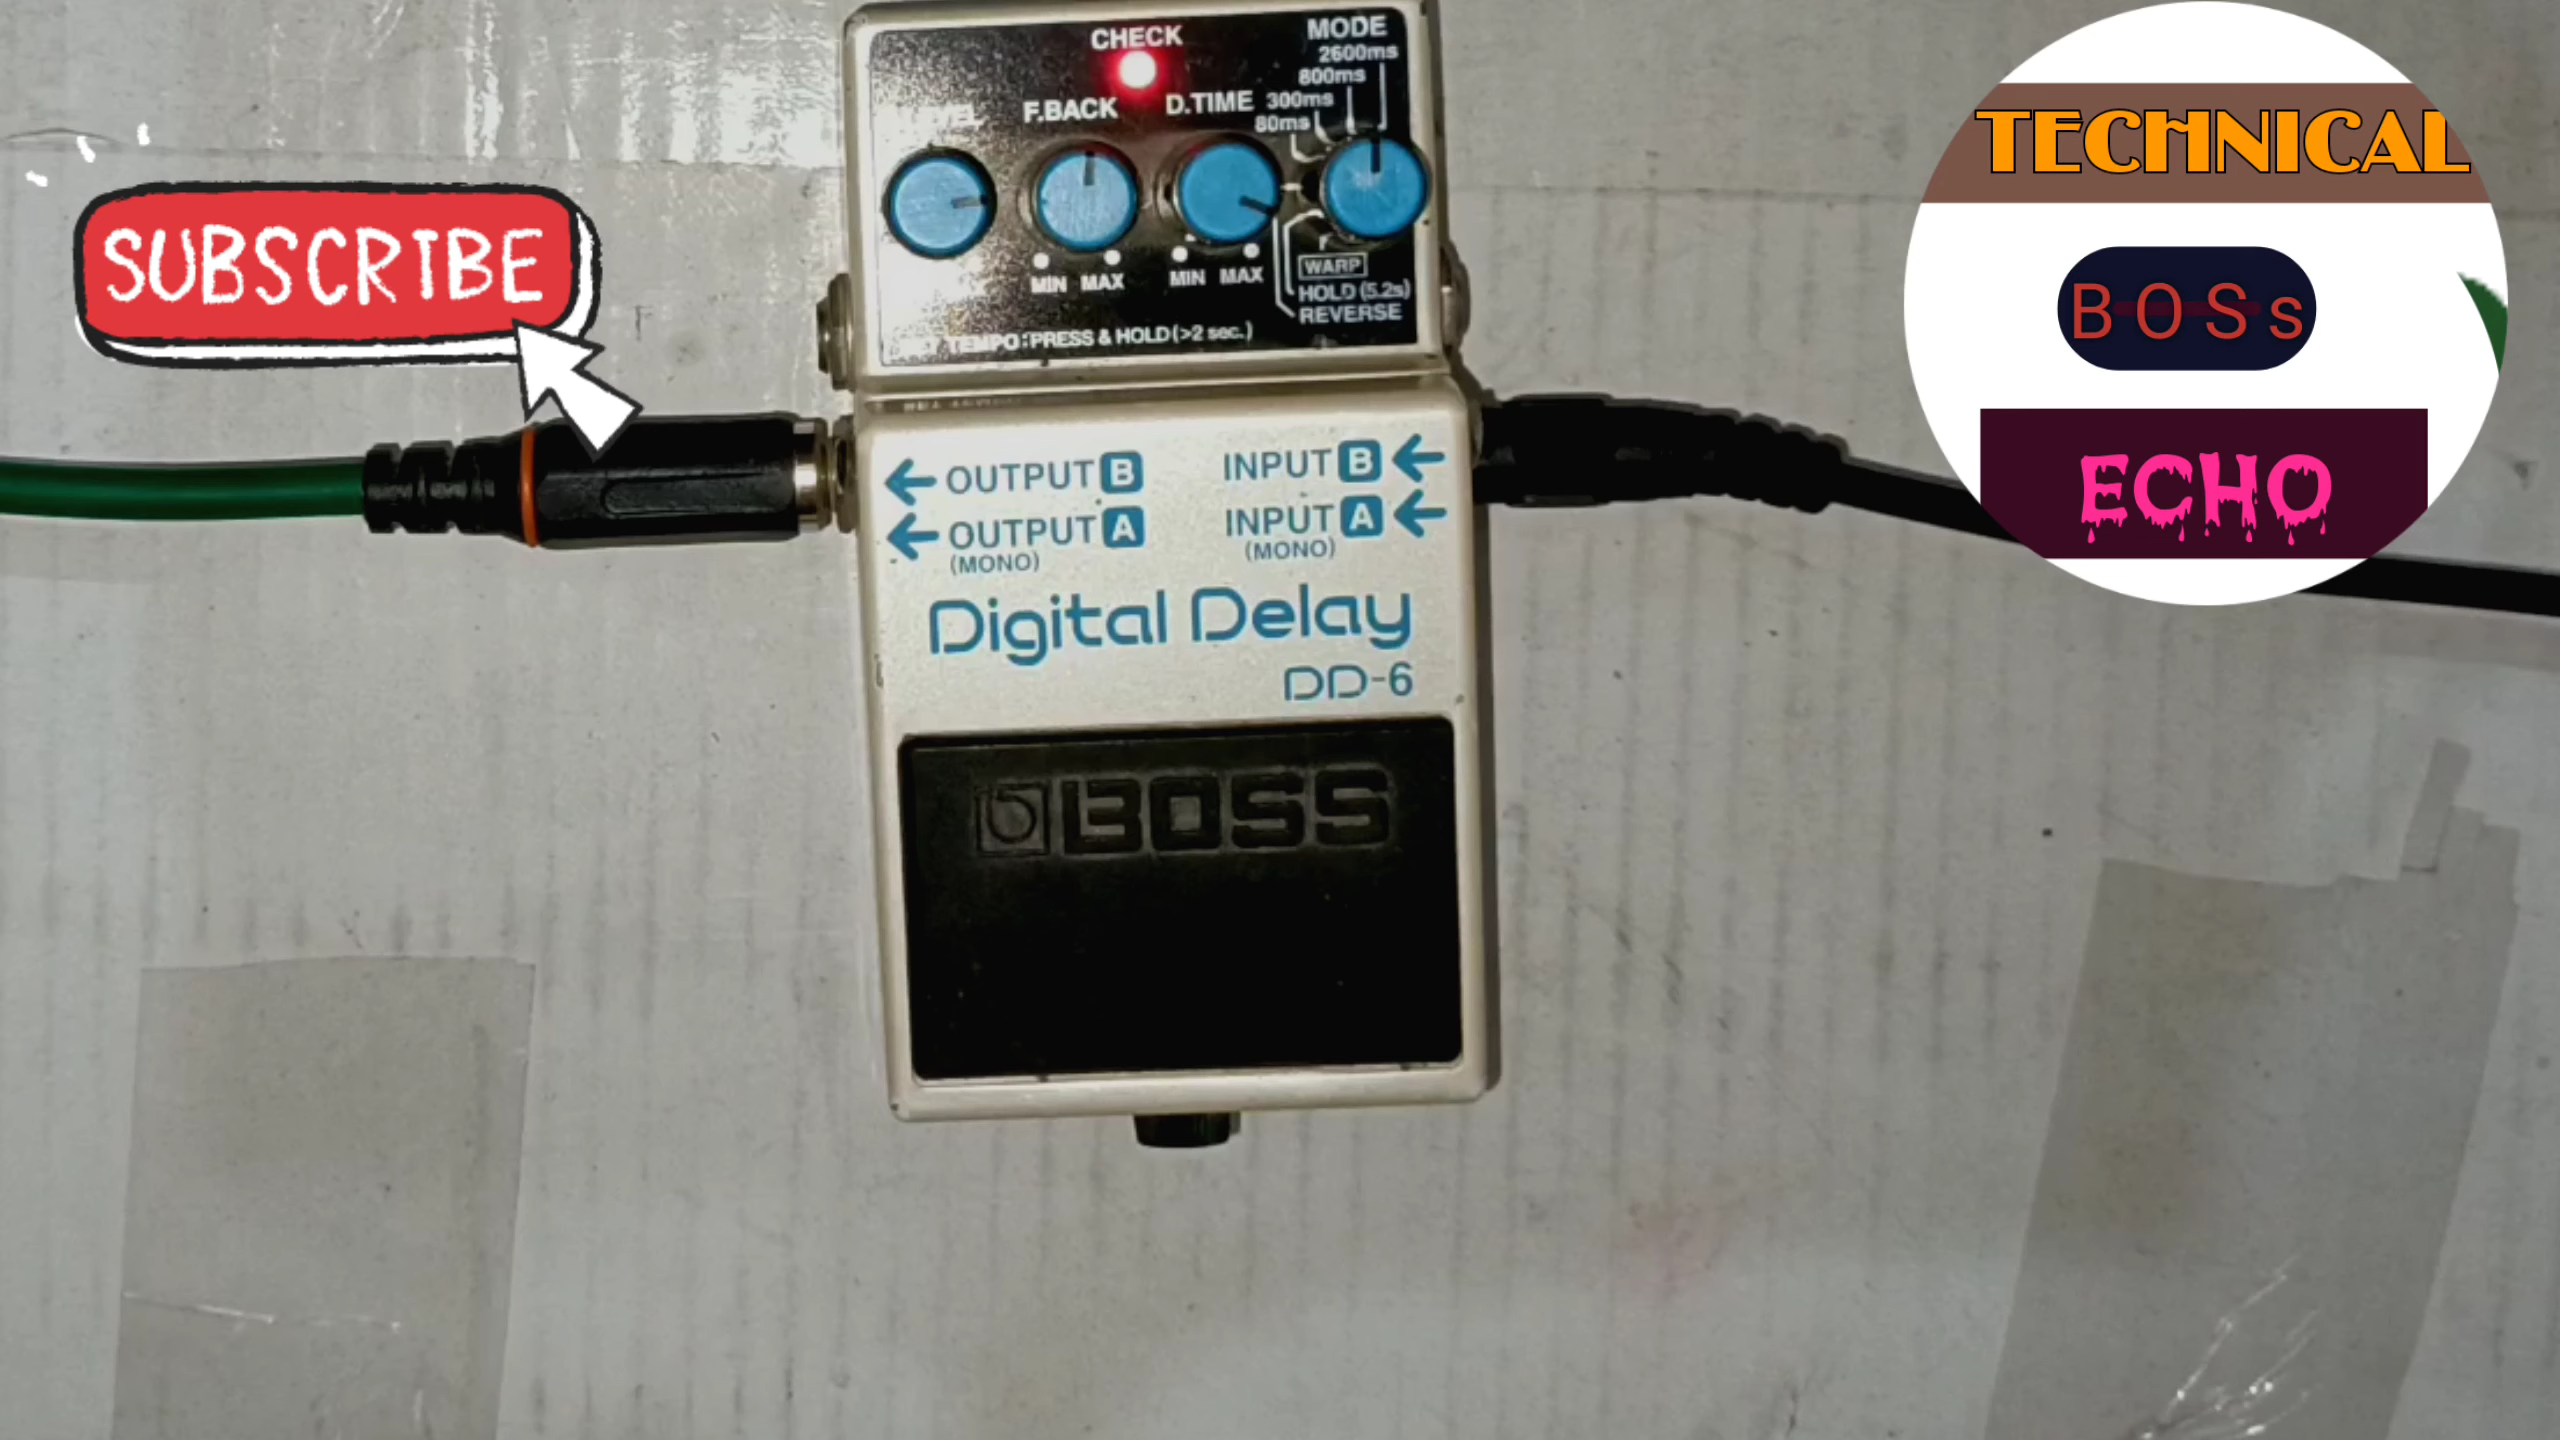 SUBSCRIBE
CHECK
MODE
2600ms
800ms
300ms
80ms
F.BACK
D.TIME
MIN MAX
MIN MAX
WARP
HOLD (5.2s)
REVERSE
TEMPO:PRESS & HOLD (>2 sec.)
OUTPUT B
INPUT B
OUTPUT A
INPUT A
(MONO)
(MONO)
Digital Delay
DD-6
BOSS
TECHNICAL
BOSs
ECHO